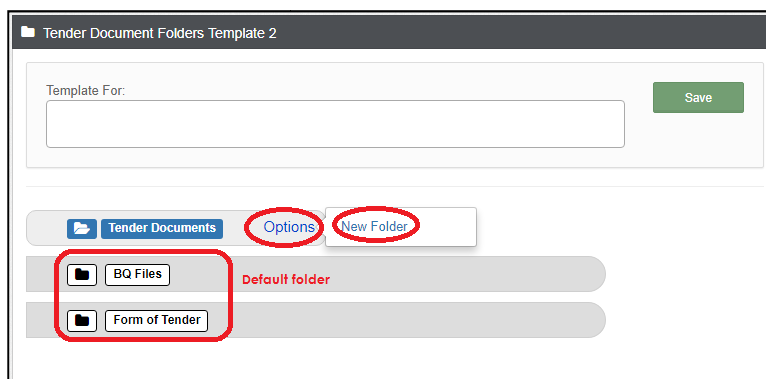 Tender Document Folders Template 2
Template For:
Save
Tender Documents Options New Folder
BQ Files
Default folder
Form of Tender